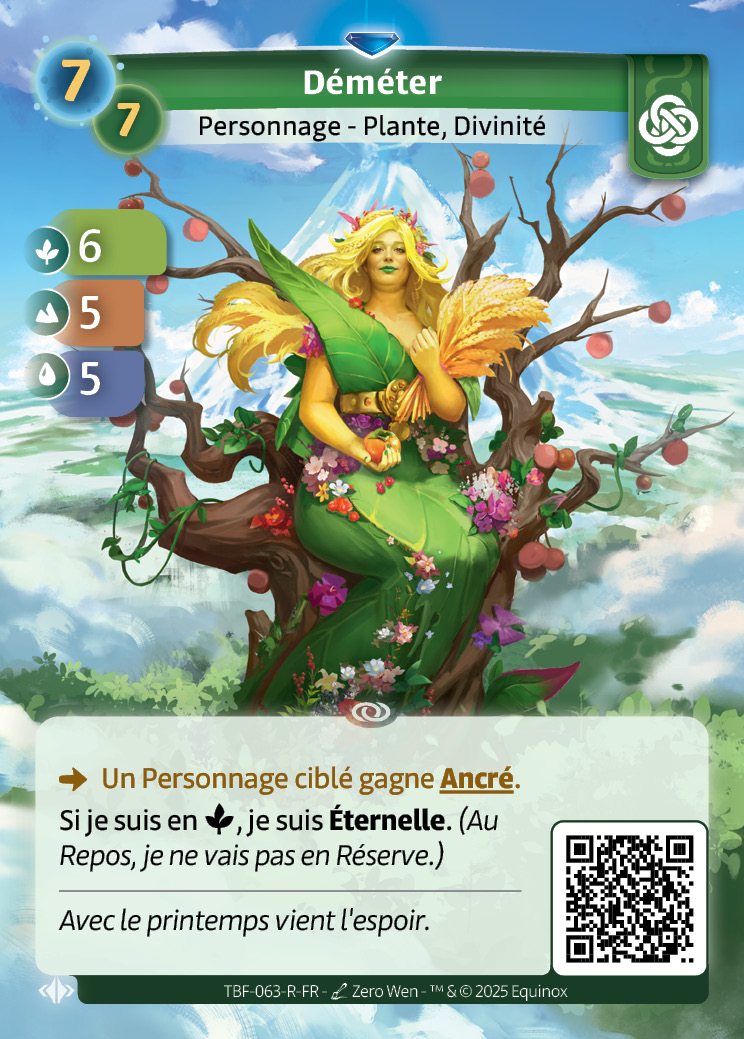 7
Déméter
7
Personnage - Plante, Divinité
6
5
5
Un Personnage ciblé gagne Ancré.
Si je suis en , je suis Éternelle. (Au
Repos, je ne vais pas en Réserve.)
Avec le printemps vient l'espoir.
TBF-063-R-FR - Zero Wen - ™ & © 2025 Equinox